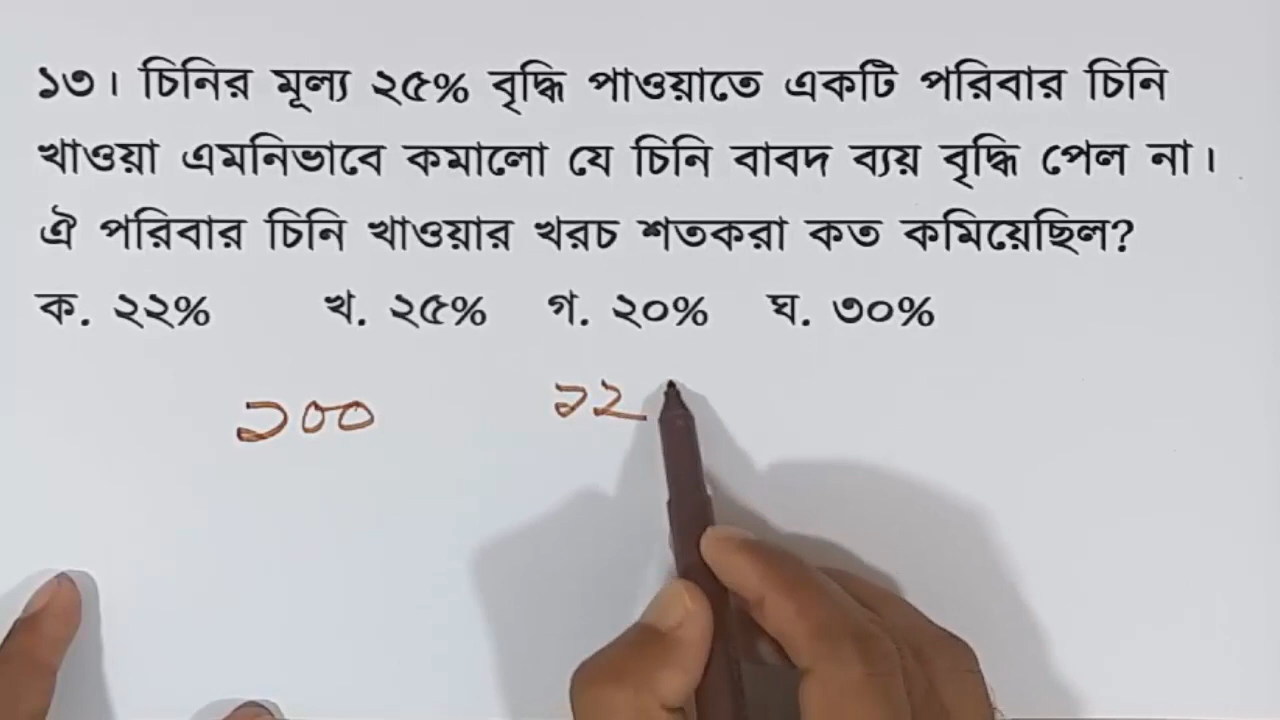 ১৩। চিনির মূল্য ২৫% বৃদ্ধি পাওয়াতে একটি পরিবার চিনি
খাওয়া এমনিভাবে কমালো যে চিনি বাবদ ব্যয় বৃদ্ধি পেল না।
ঐ পরিবার চিনি খাওয়ার খরচ শতকরা কত কমিয়েছিল?
ক. ২২% খ. ২৫% গ. ২০% ঘ. ৩০%
১০০ ১২